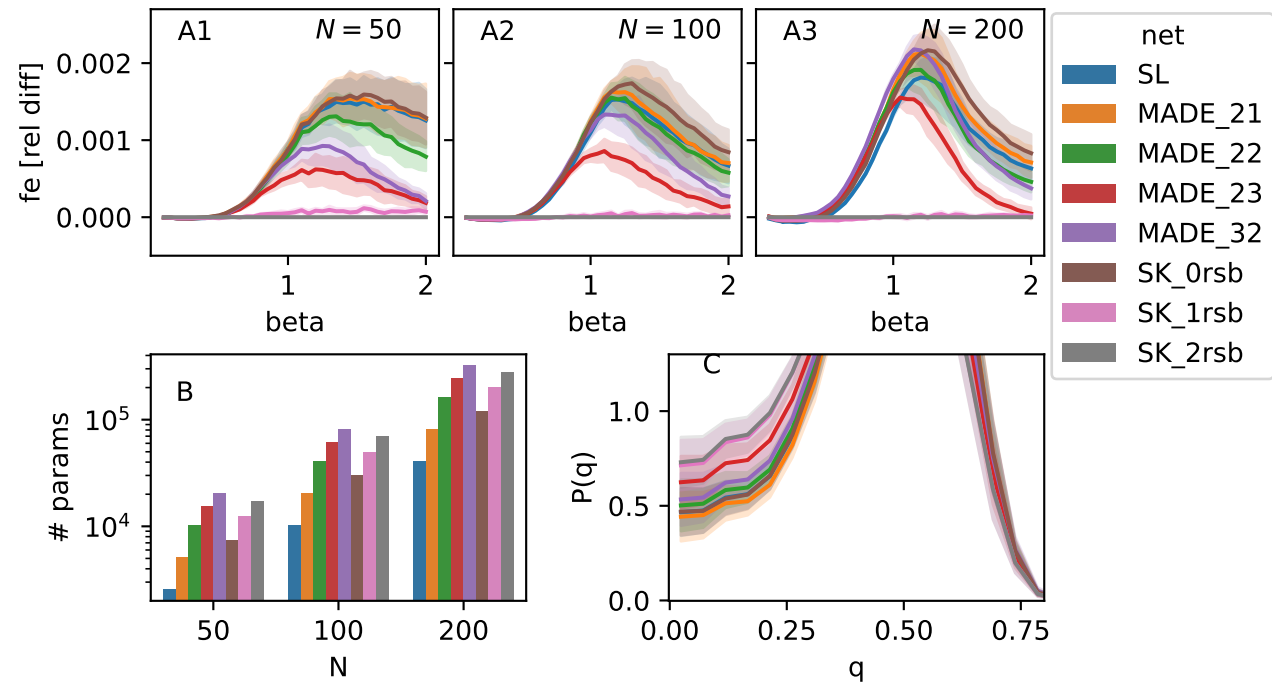 A1 N = 50
A2 N = 100
A3 N = 200
fe [rel diff]
0.002
0.001
0.000
1 2
1 2
1 2
beta
beta
beta
net
SL
MADE_21
MADE_22
MADE_23
MADE_32
SK_0rsb
SK_1rsb
SK_2rsb
B
# params
10^5
10^4
50 100 200
N
C
P(q)
1.0
0.5
0.0
0.00 0.25 0.50 0.75
q